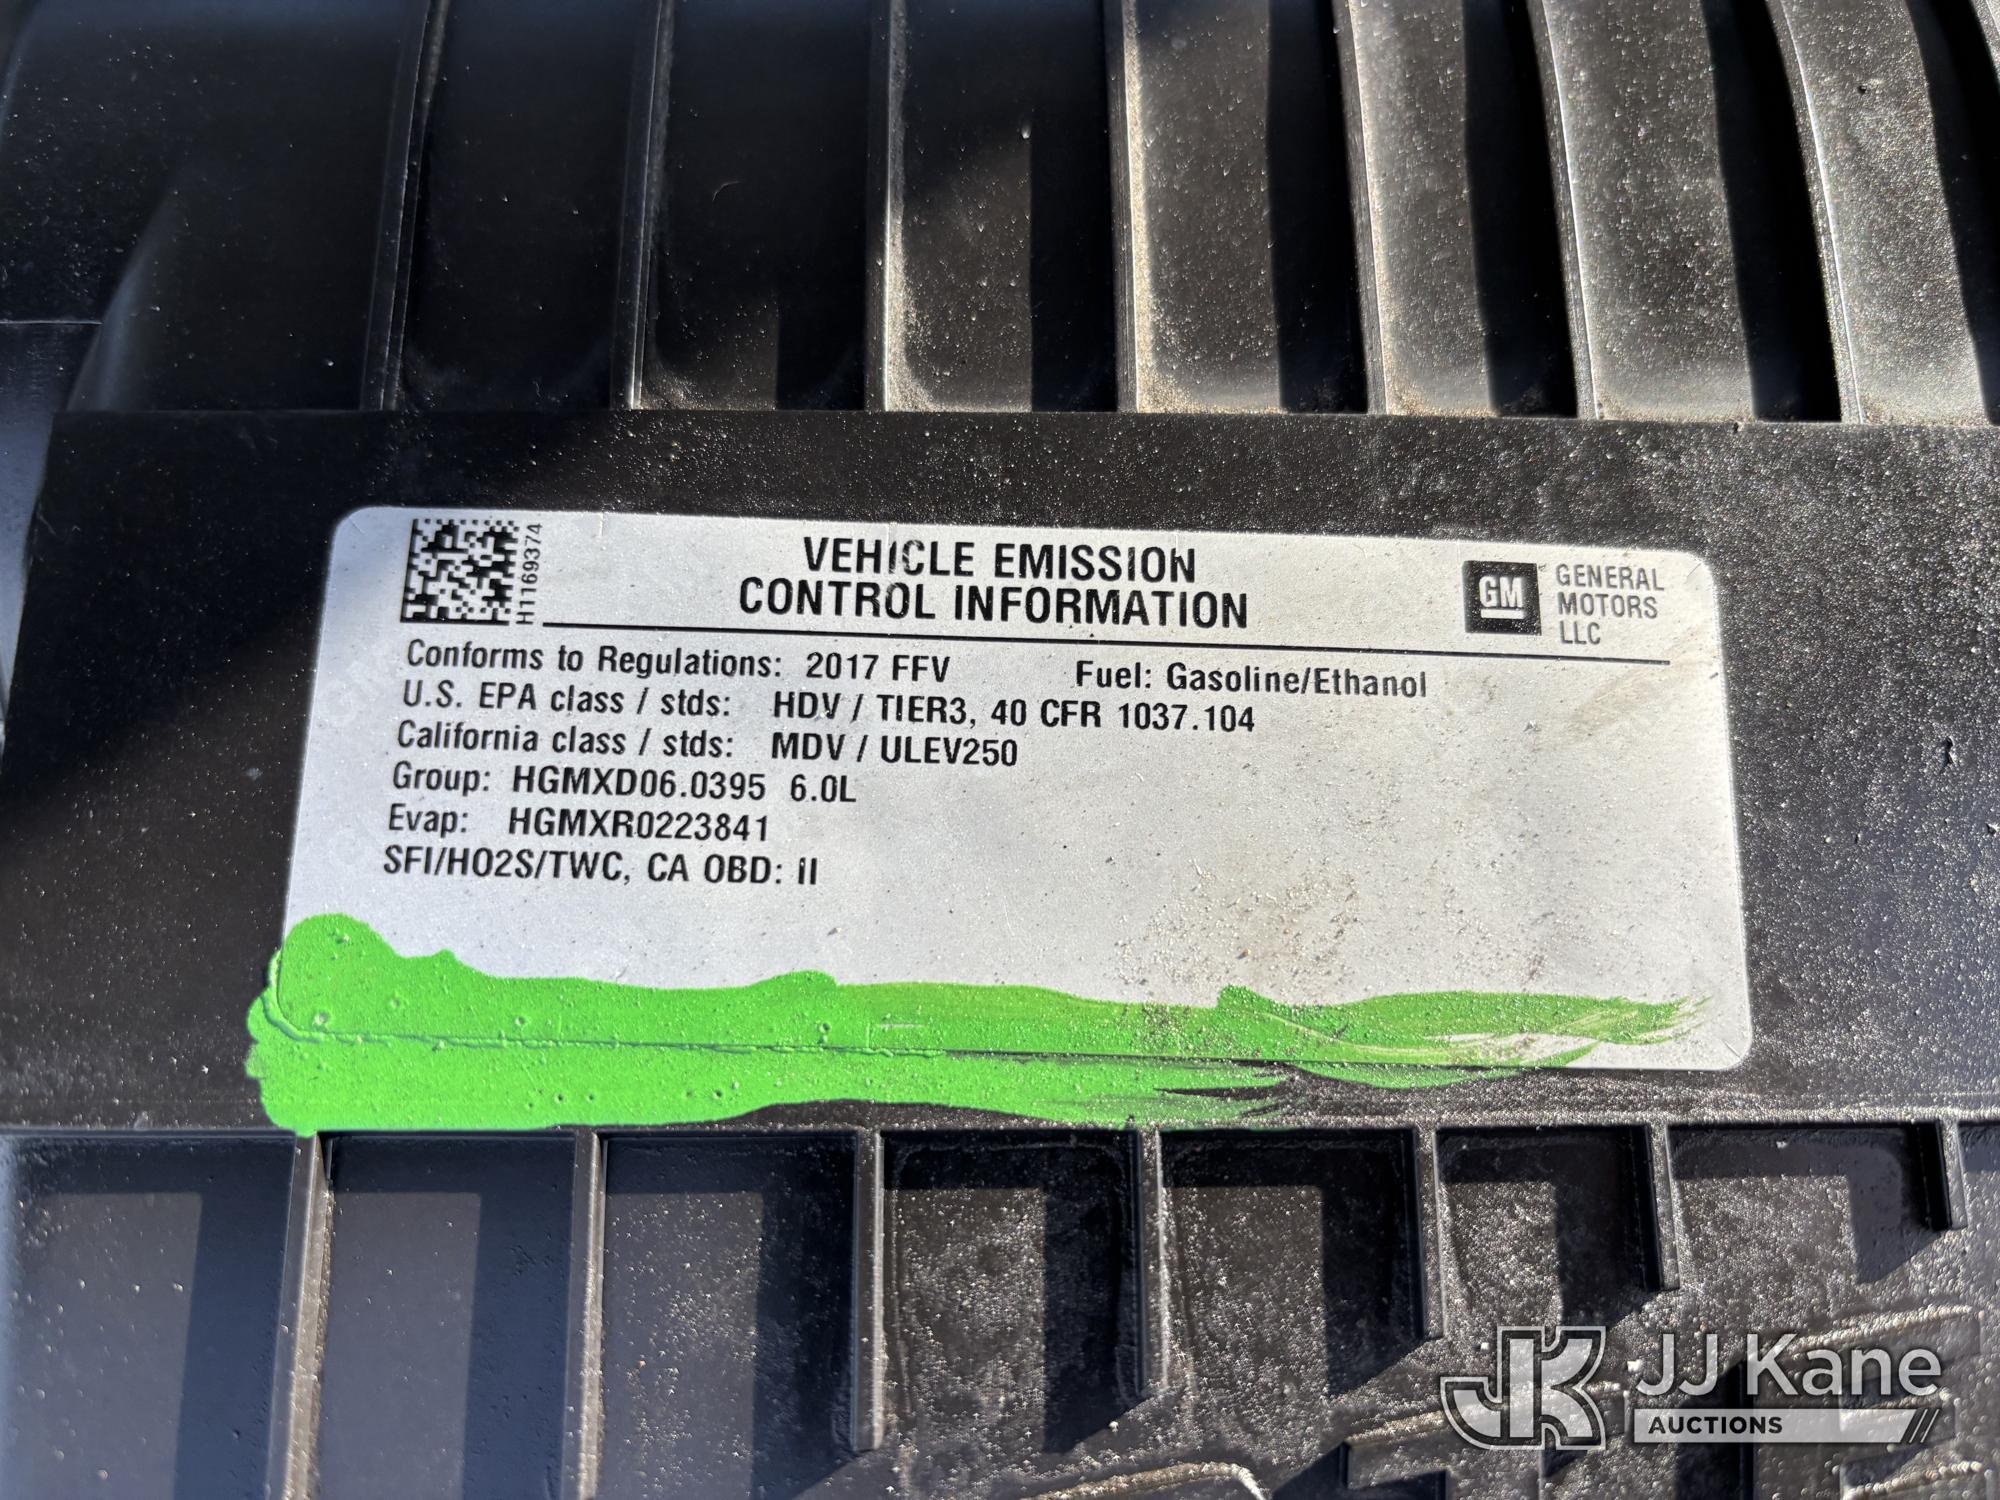 H1169374
VEHICLE EMISSION
CONTROL INFORMATION
GM
GENERAL
MOTORS
LLC
Conforms to Regulations: 2017 FFV Fuel: Gasoline/Ethanol
U.S. EPA class / stds: HDV / TIER3, 40 CFR 1037.104
California class / stds: MDV / ULEV250
Group: HGMXD06.0395 6.0L
Evap: HGMXR0223841
SFI/HO2S/TWC, CA OBD: II
JK JJ Kane
AUCTIONS